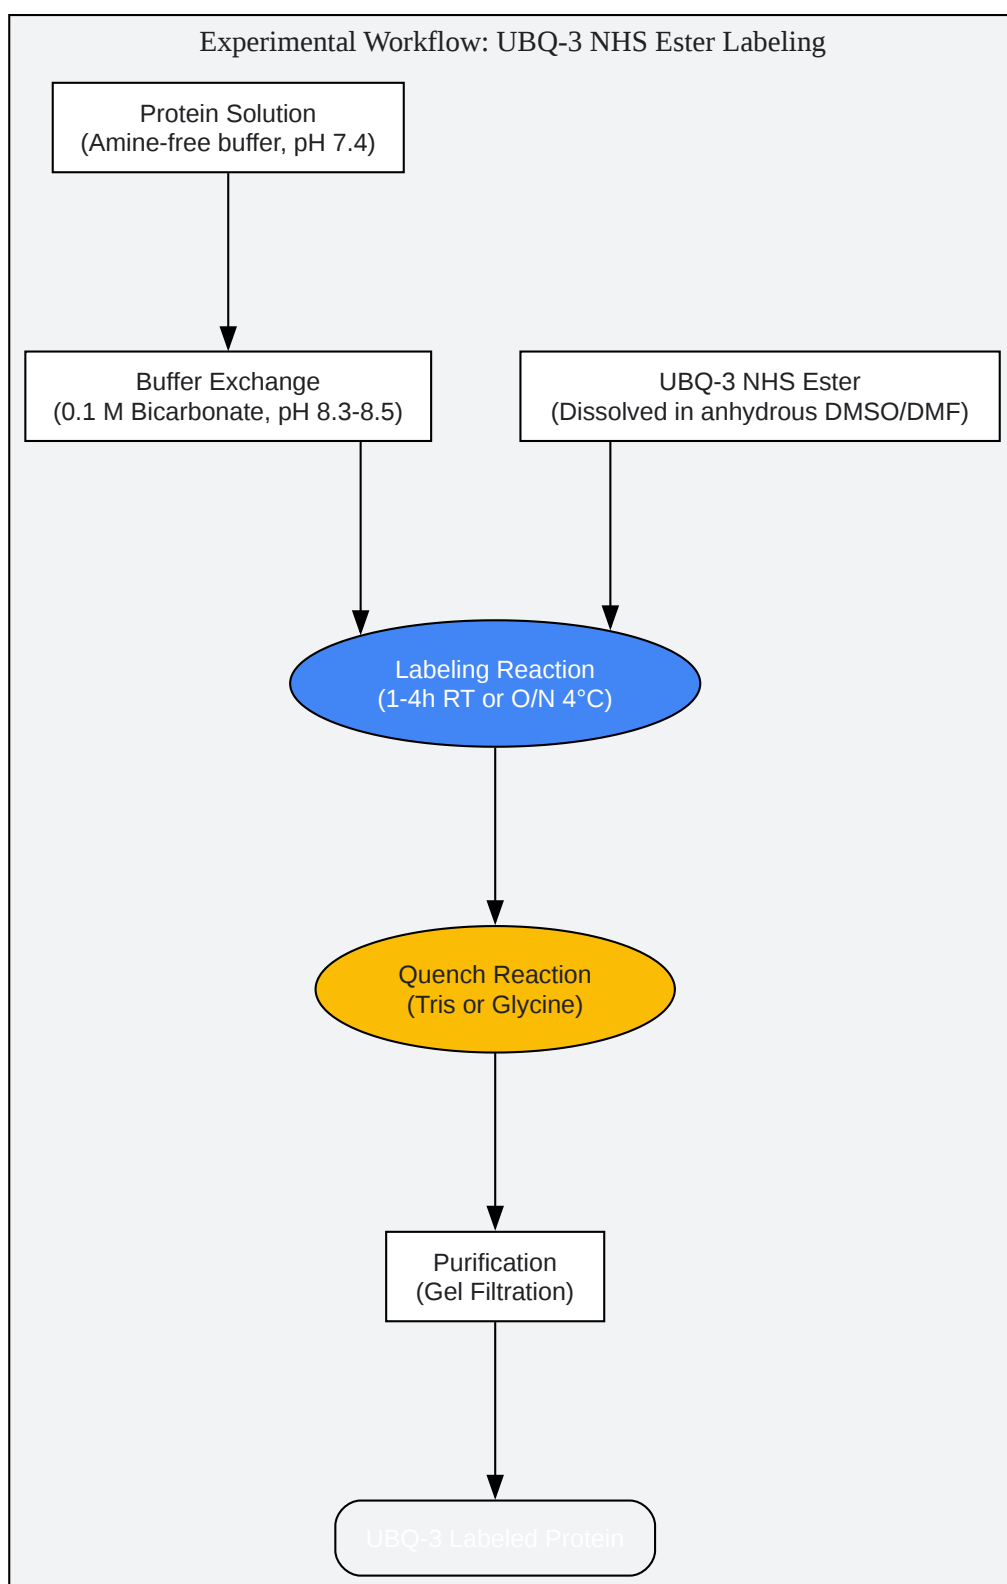 Experimental Workflow: UBQ-3 NHS Ester Labeling
Protein Solution
(Amine-free buffer, pH 7.4)
Buffer Exchange
(0.1 M Bicarbonate, pH 8.3-8.5)
UBQ-3 NHS Ester
(Dissolved in anhydrous DMSO/DMF)
Labeling Reaction
(1-4h RT or O/N 4°C)
Quench Reaction
(Tris or Glycine)
Purification
(Gel Filtration)
UBQ-3 Labeled Protein